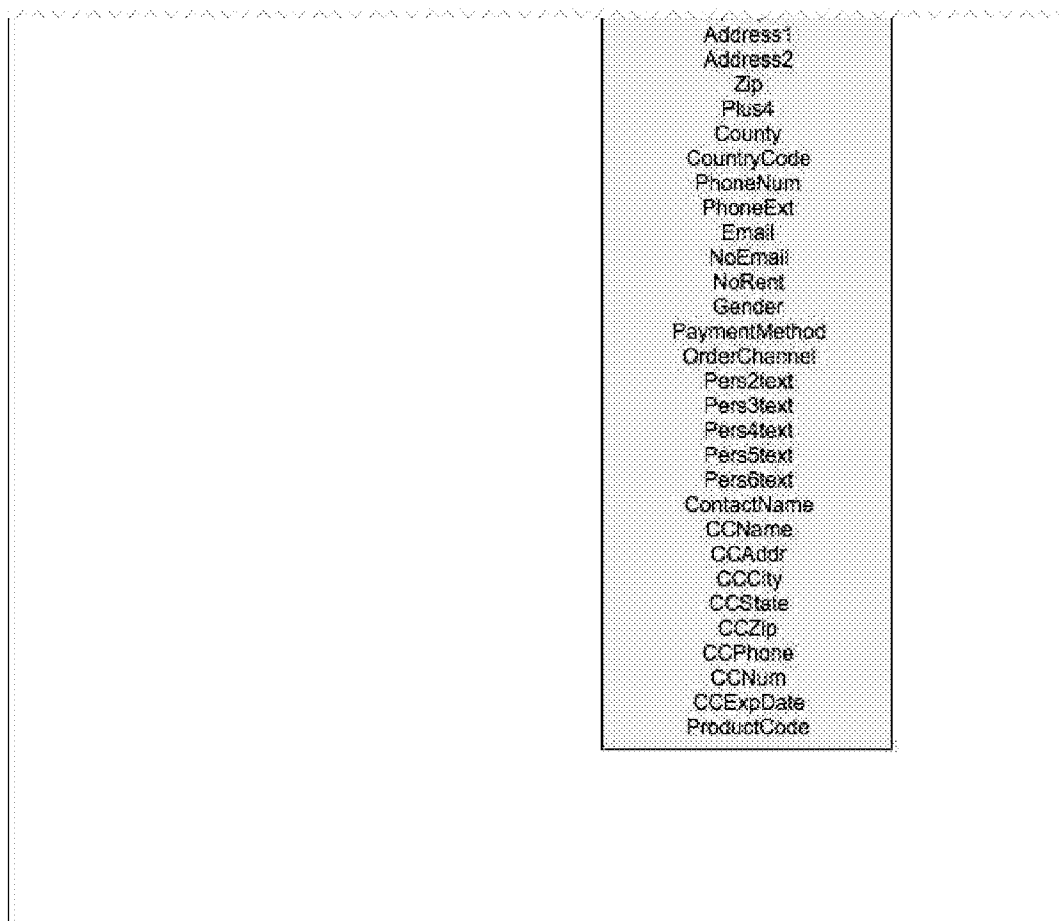 Address1
Address2
Zip
Plus4
County
CountryCode
PhoneNum
PhoneExt
Email
NoEmail
NoRent
Gender
PaymentMethod
OrderChannel
Pers2text
Pers3text
Pers4text
Pers5text
Pers6text
ContactName
CCName
CCAddr
CCCity
CCState
CCZip
CCPhone
CCNum
CCExpDate
ProductCode